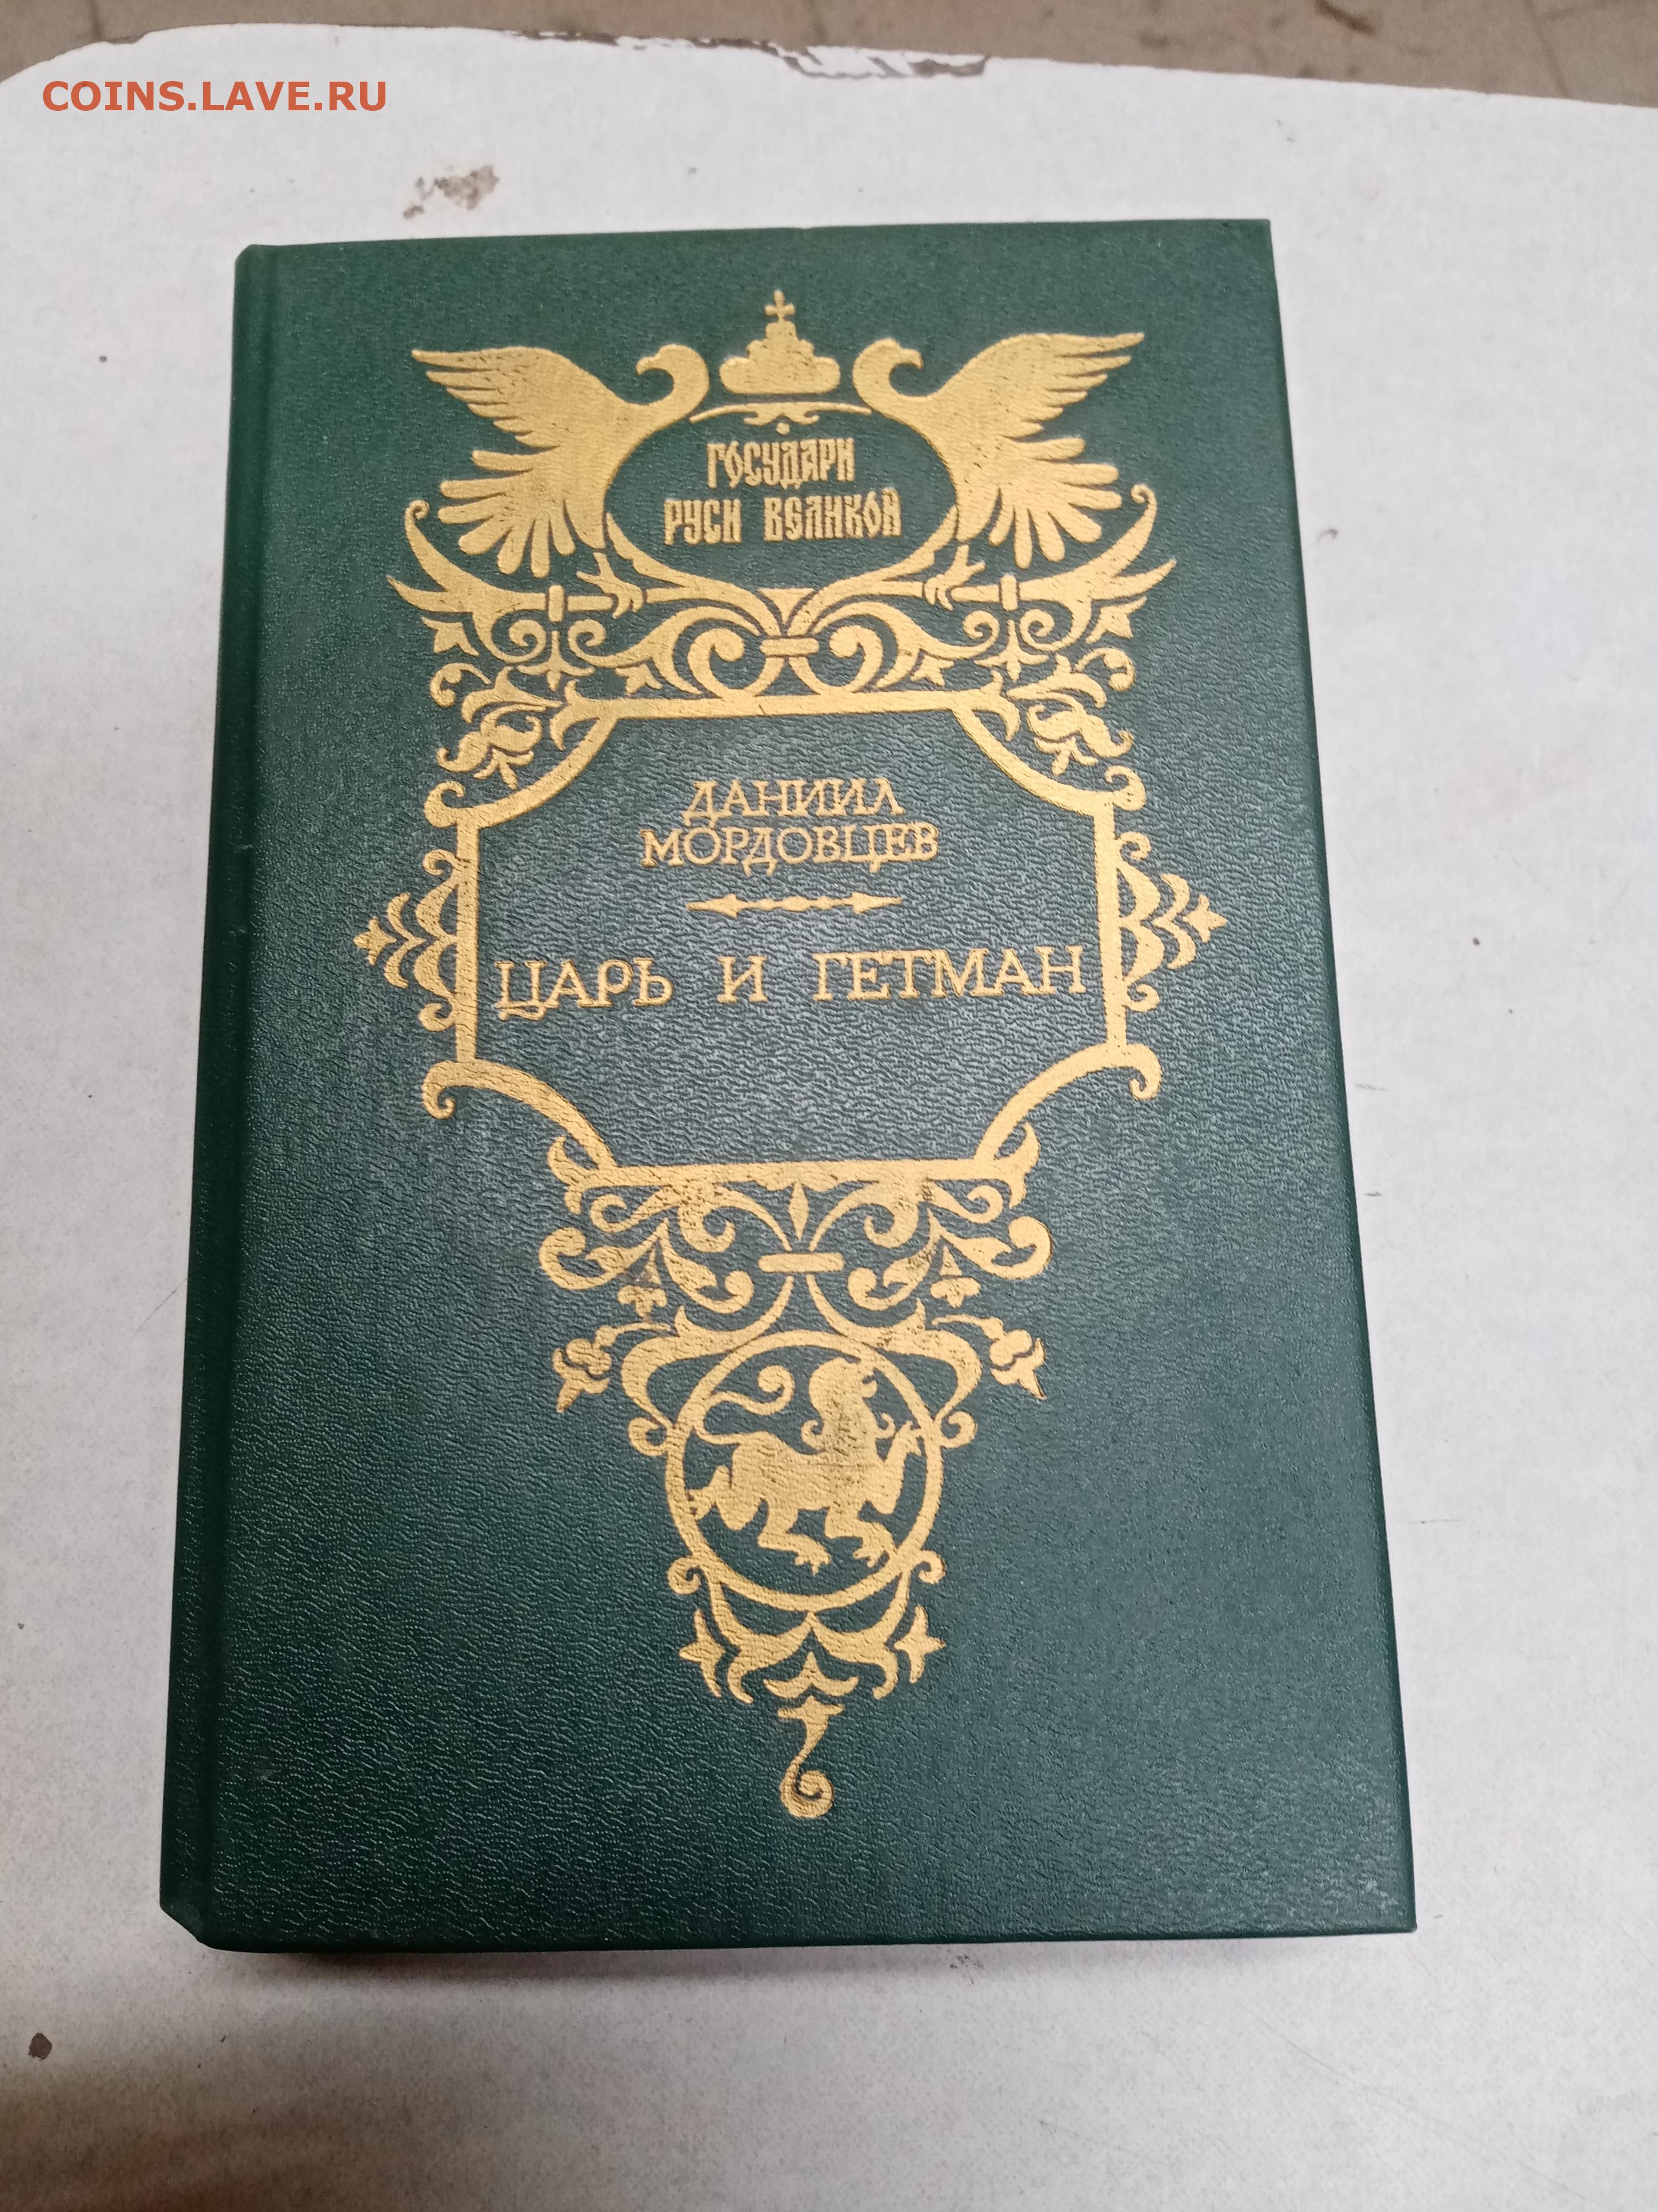 COINS.LAVE.RU
ГОСУДАРИ
РУСИ ВЕЛИКОЙ
ДАНИИЛ
МОРДОВЦЕВ
ЦАРЬ И ГЕТМАН